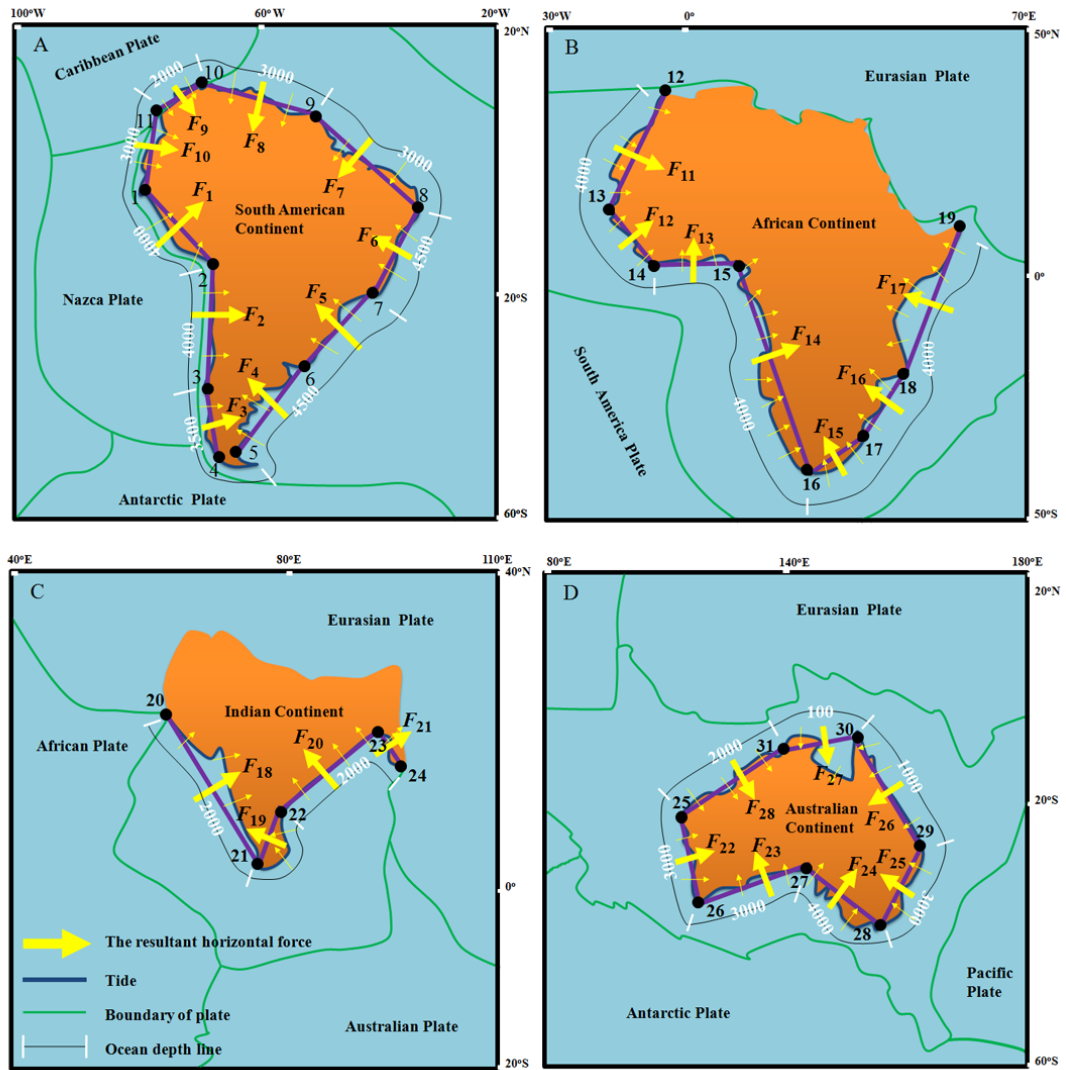 100°W 60°W 20°W
20°N
A
Caribbean Plate
2000
10
3000
11
F9
9
F8
3000
F10
3000
F7
1
F1
8
South American
Continent
F6
4500
4000
2
Nazca Plate
F5
7
20°S
F2
4000
6
F4
3
4500
F3
3500
5
4
Antarctic Plate
60°S
30°W 0° 70°E
50°N
B
12
Eurasian Plate
4000
F11
13
F12
19
African Continent
F13
14
15
0°
F17
F14
4000
South America Plate
F16
18
4000
F15
17
16
50°S
40°E 80°E 110°E
40°N
C
Eurasian Plate
20
Indian Continent
F21
African Plate
F20
23
F18
24
2000
2000
F19
22
21
0°
The resultant horizontal force
Tide
Boundary of plate
Australian Plate
Ocean depth line
20°S
80°E 140°E 180°E
20°N
D
Eurasian Plate
100
30
31
2000
F27
1000
25
F28
Australian
Continent
20°S
F26
F22
F23
29
F24
F25
3000
27
26
3000
4000
3000
28
Pacific
Plate
Antarctic Plate
60°S